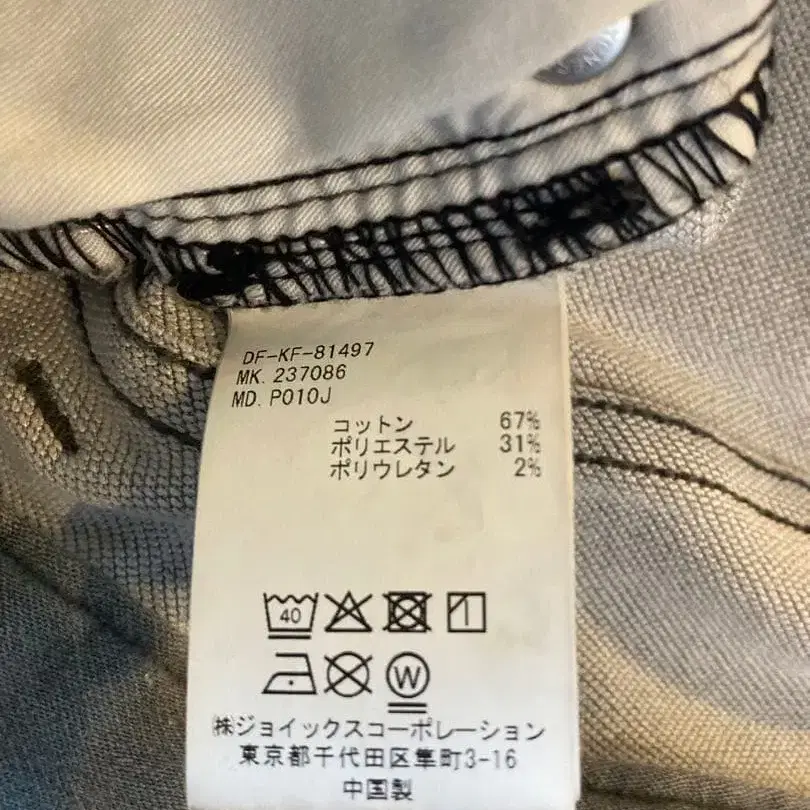 DF-KF-81497
MK. 237086
MD. P010J
コットン 67%
ポリエステル 31%
ポリウレタン 2%
40
W
㈱ジョイックスコーポレーション
東京都千代田区隼町3-16
中国製